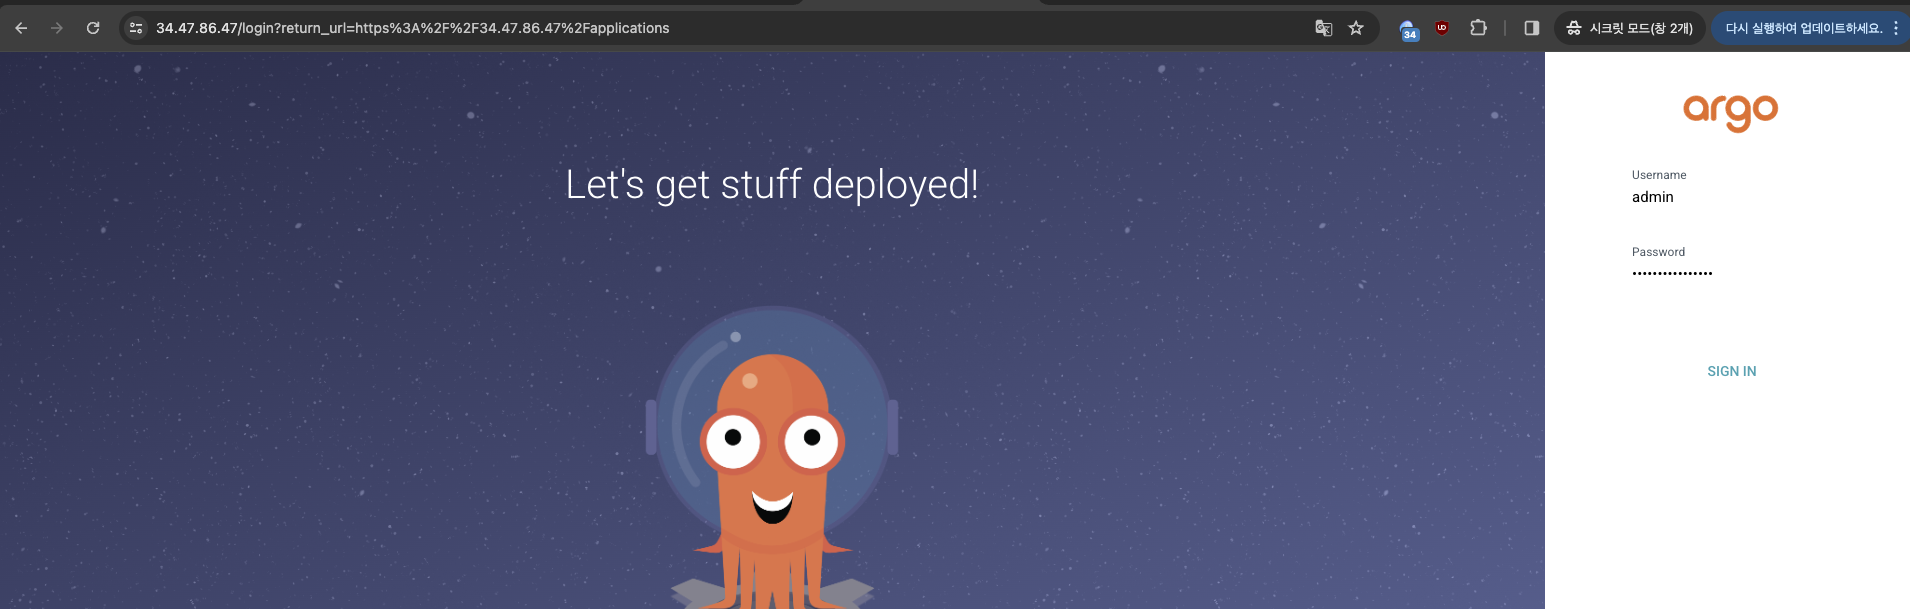 34.47.86.47/login?return_url=https%3A%2F%2F34.47.86.47%2Fapplications
34
시크릿 모드(창 2개)
다시 실행하여 업데이트하세요.
argo
Let's get stuff deployed!
Username
admin
Password
••••••••••••••••
SIGN IN